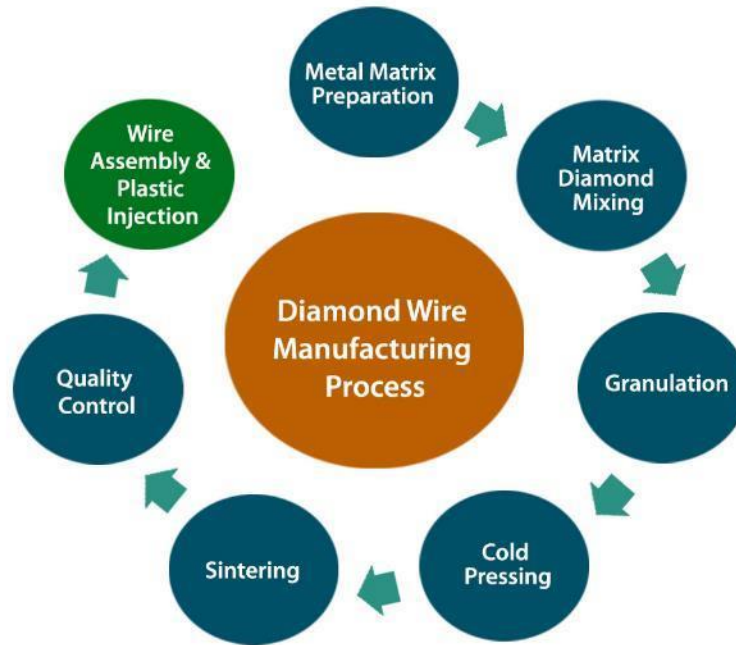 Diamond Wire
Manufacturing
Process
Metal Matrix
Preparation
Matrix
Diamond
Mixing
Granulation
Cold
Pressing
Sintering
Quality
Control
Wire
Assembly &
Plastic
Injection